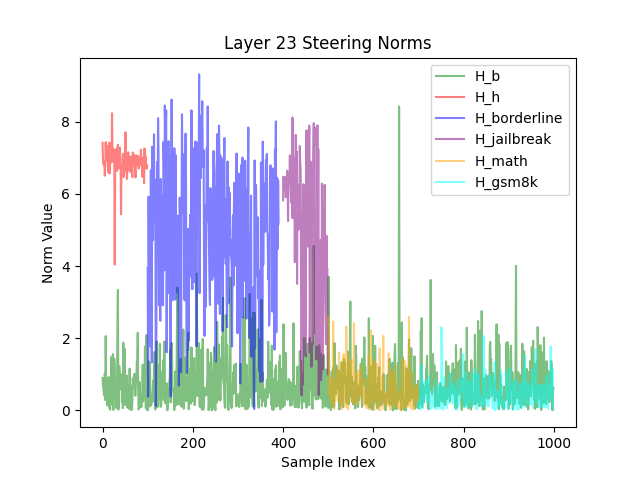 Layer 23 Steering Norms
H_b
H_h
H_borderline
H_jailbreak
H_math
H_gsm8k
Norm Value
8
6
4
2
0
0 200 400 600 800 1000
Sample Index